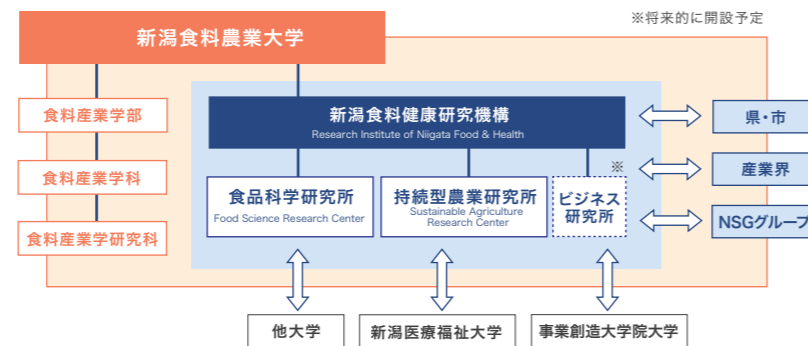 ※将来的に開設予定
新潟食料農業大学
食料産業学部
食料産業学科
食料産業学研究科
新潟食料健康研究機構
Research Institute of Niigata Food & Health
食品科学研究所
Food Science Research Center
持続型農業研究所
Sustainable Agriculture
Research Center
※
ビジネス
研究所
県・市
産業界
NSGグループ
他大学
新潟医療福祉大学
事業創造大学院大学